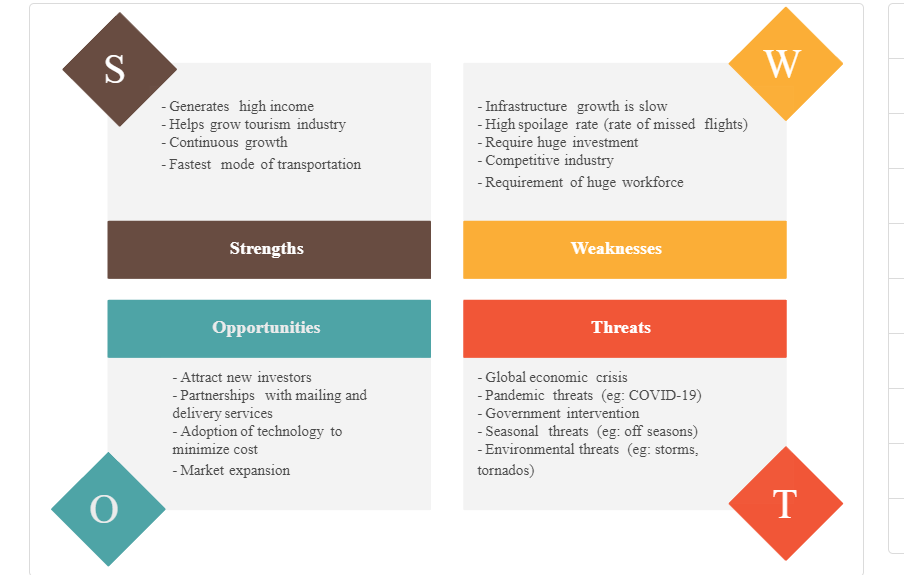 S
- Generates high income
- Helps grow tourism industry
- Continuous growth
- Fastest mode of transportation
Strengths
W
- Infrastructure growth is slow
- High spoilage rate (rate of missed flights)
- Require huge investment
- Competitive industry
- Requirement of huge workforce
Weaknesses
Opportunities
- Attract new investors
- Partnerships with mailing and
delivery services
- Adoption of technology to
minimize cost
- Market expansion
O
Threats
- Global economic crisis
- Pandemic threats (eg: COVID-19)
- Government intervention
- Seasonal threats (eg: off seasons)
- Environmental threats (eg: storms,
tornados)
T